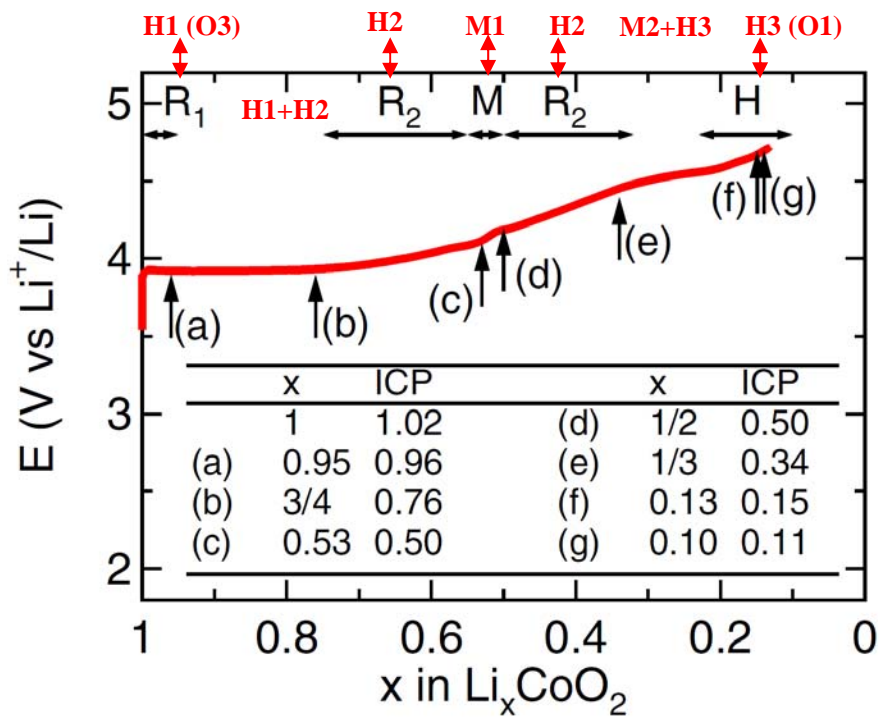 H1 (O3) H2 M1 H2 M2+H3 H3 (O1)
R1 H1+H2 R2 M R2 H
5
4
3
2
E (V vs Li+/Li)
(a) (b) (c) (d) (e) (f) (g)
x ICP x ICP
1 1.02 (d) 1/2 0.50
(a) 0.95 0.96 (e) 1/3 0.34
(b) 3/4 0.76 (f) 0.13 0.15
(c) 0.53 0.50 (g) 0.10 0.11
1 0.8 0.6 0.4 0.2 0
x in LixCoO2